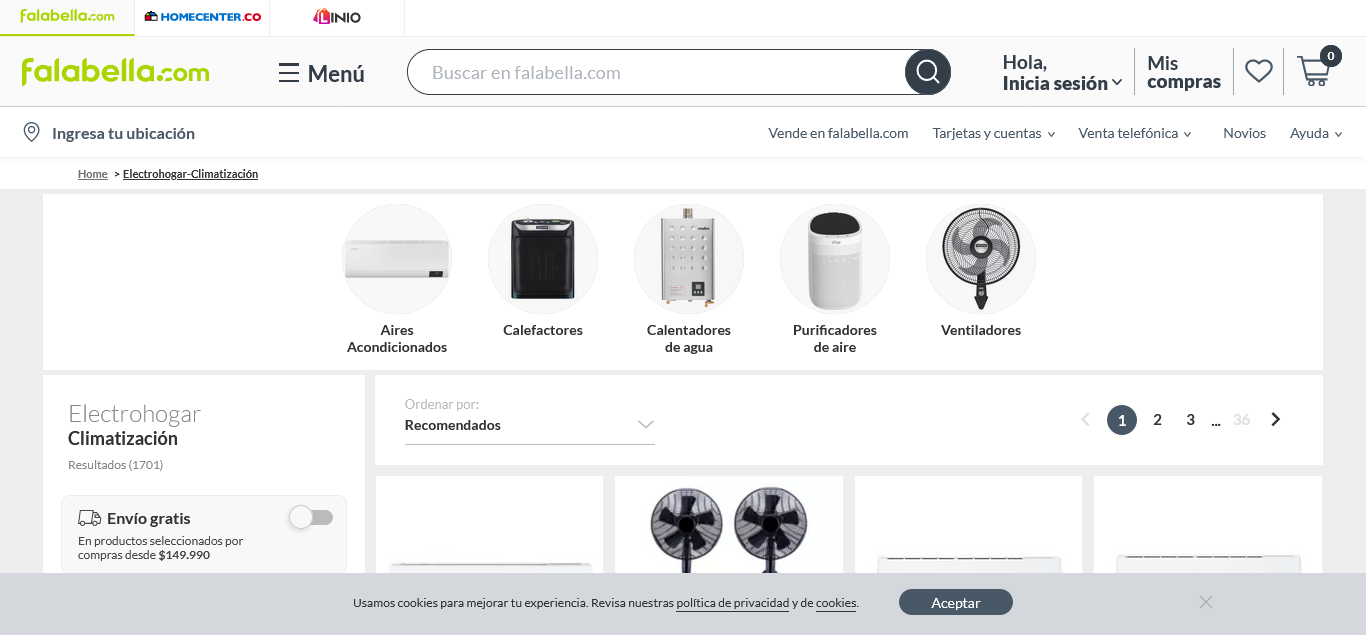 falabella.com
HOMECENTER.CO
LINIO
falabella.com
Menú
Buscar en falabella.com
Hola,
Inicia sesión
Mis
compras
0
Ingresa tu ubicación
Vende en falabella.com
Tarjetas y cuentas
Venta telefónica
Novios
Ayuda
Home > Electrohogar-Climatización
Aires
Acondicionados
Calefactores
Calentadores
de agua
Purificadores
de aire
Ventiladores
Electrohogar
Climatización
Resultados (1701)
Envío gratis
En productos seleccionados por
compras desde $149.990
Ordenar por:
Recomendados
1 2 3 ... 36
Usamos cookies para mejorar tu experiencia. Revisa nuestras política de privacidad y de cookies.
Aceptar